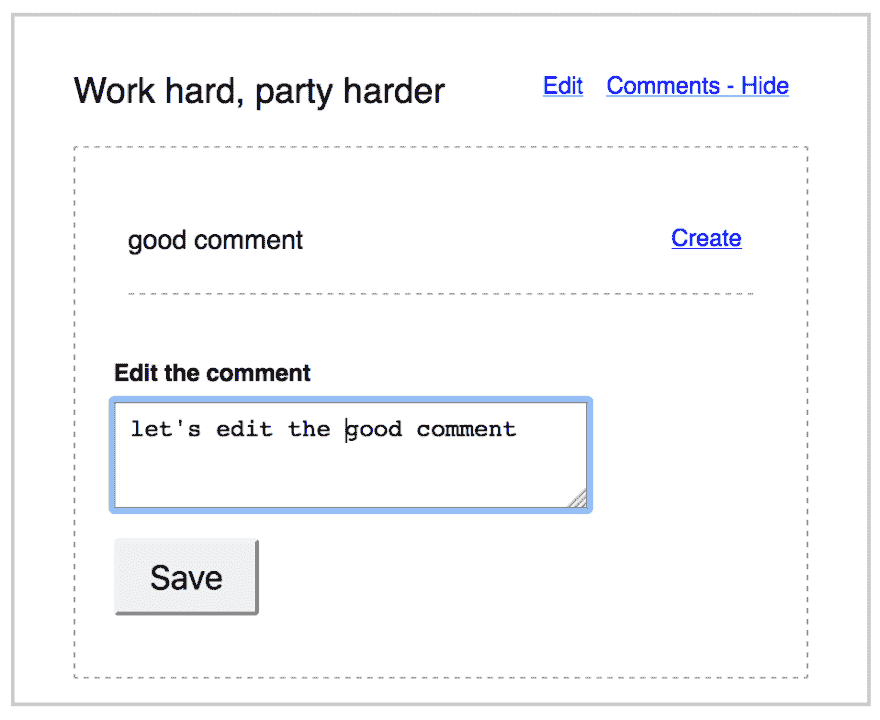 Work hard, party harder Edit Comments - Hide
good comment Create
Edit the comment
let's edit the good comment
Save